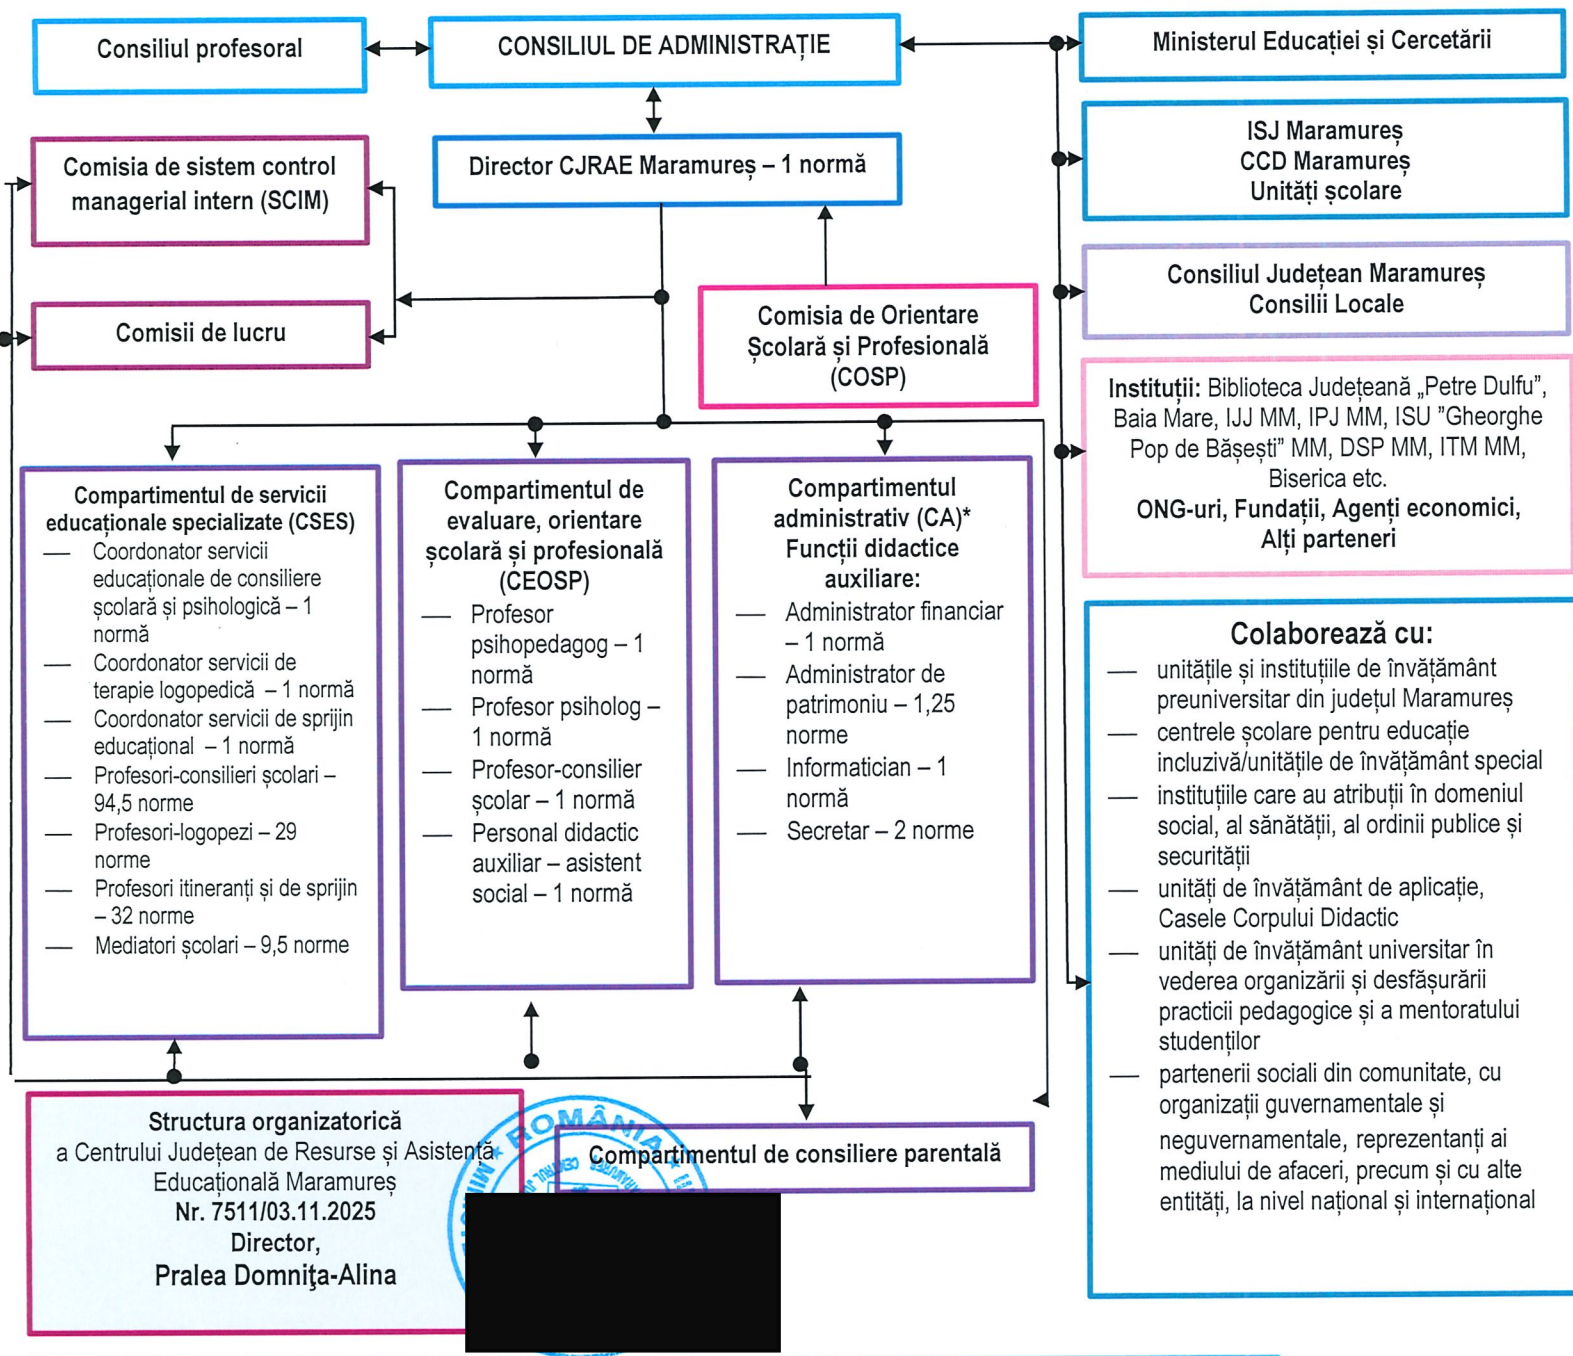 Consiliul profesoral
CONSILIUL DE ADMINISTRAȚIE
Ministerul Educației și Cercetării
Comisia de sistem control
managerial intern (SCIM)
Director CJRAE Maramureș – 1 normă
ISJ Maramureș
CCD Maramureș
Unități școlare
Comisii de lucru
Comisia de Orientare
Școlară și Profesională
(COSP)
Consiliul Județean Maramureș
Consilii Locale
Instituții: Biblioteca Județeană „Petre Dulfu”,
Baia Mare, IJJ MM, IPJ MM, ISU ”Gheorghe
Pop de Băsești” MM, DSP MM, ITM MM,
Biserica etc.
ONG-uri, Fundații, Agenți economici,
Alți parteneri
Compartimentul de servicii
educaționale specializate (CSES)
— Coordonator servicii
educaționale de consiliere
școlară și psihologică – 1
normă
— Coordonator servicii de
terapie logopedică – 1 normă
— Coordonator servicii de sprijin
educațional – 1 normă
— Profesori-consilieri școlari –
94,5 norme
— Profesori-logopezi – 29
norme
— Profesori itineranți și de sprijin
– 32 norme
— Mediatori școlari – 9,5 norme
Compartimentul de
evaluare, orientare
școlară și profesională
(CEOSP)
— Profesor
psihopedagog – 1
normă
— Profesor psiholog –
1 normă
— Profesor-consilier
școlar – 1 normă
— Personal didactic
auxiliar – asistent
social – 1 normă
Compartimentul
administrativ (CA)*
Funcții didactice
auxiliare:
— Administrator financiar
– 1 normă
— Administrator de
patrimoniu – 1,25
norme
— Informatician – 1
normă
— Secretar – 2 norme
Colaborează cu:
— unitățile și instituțiile de învățământ
preuniversitar din județul Maramureș
— centrele școlare pentru educație
incluzivă/unitățile de învățământ special
— instituțiile care au atribuții în domeniul
social, al sănătății, al ordinii publice și
securității
— unități de învățământ de aplicație,
Casele Corpului Didactic
— unități de învățământ universitar în
vederea organizării și desfășurării
practicii pedagogice și a mentoratului
studenților
— partenerii sociali din comunitate, cu
organizații guvernamentale și
neguvernamentale, reprezentanți ai
mediului de afaceri, precum și cu alte
entități, la nivel național și internațional
Structura organizatorică
a Centrului Județean de Resurse și Asistență
Educațională Maramureș
Nr. 7511/03.11.2025
Director,
Pralea Domnița-Alina
ROMÂNIA
Compartimentul de consiliere parentală